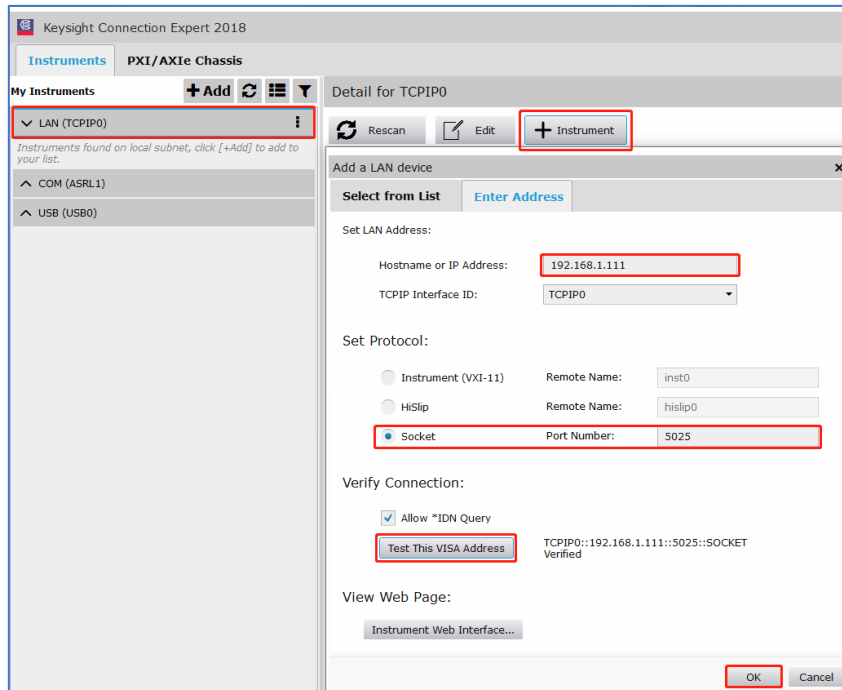 Keysight Connection Expert 2018
Instruments PXI/AXIe Chassis
My Instruments + Add
LAN (TCPIP0)
Instruments found on local subnet, click [+Add] to add to
your list.
COM (ASRL1)
USB (USB0)
Detail for TCPIP0
Rescan Edit + Instrument
Add a LAN device x
Select from List Enter Address
Set LAN Address:
Hostname or IP Address: 192.168.1.111
TCPIP Interface ID: TCPIP0
Set Protocol:
Instrument (VXI-11) Remote Name: inst0
HiSlip Remote Name: hislip0
Socket Port Number: 5025
Verify Connection:
Allow *IDN Query
Test This VISA Address TCPIP0::192.168.1.111::5025::SOCKET
Verified
View Web Page:
Instrument Web Interface...
OK Cancel